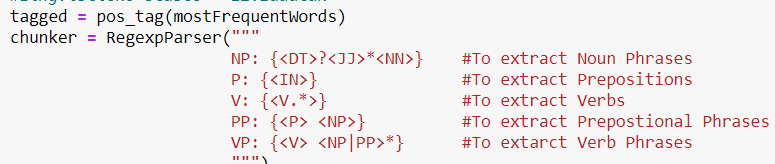 tagged = pos_tag(mostFrequentWords)
chunker = RegexpParser("""
NP: {<DT>?<JJ>*<NN>} #To extract Noun Phrases
P: {<IN>} #To extract Prepositions
V: {<V.*>} #To extract Verbs
PP: {<P> <NP>} #To extract Prepostional Phrases
VP: {<V> <NP|PP>*} #To extarct Verb Phrases
""")